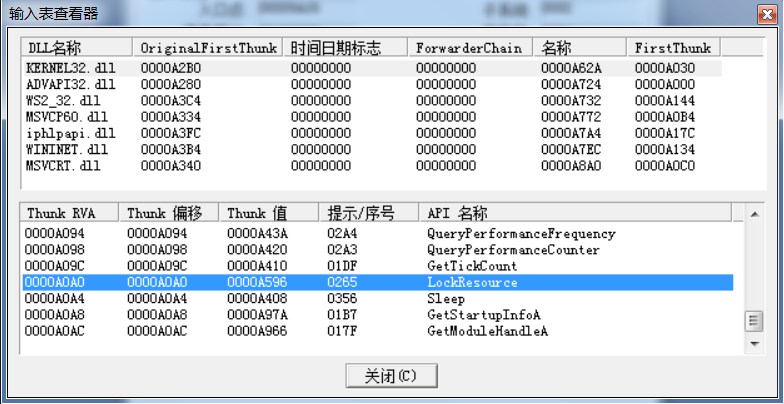 输入表查看器
DLL名称 OriginalFirstThunk 时间日期标志 ForwarderChain 名称 FirstThunk
KERNEL32.dll 0000A2B0 00000000 00000000 0000A62A 0000A030
ADVAPI32.dll 0000A280 00000000 00000000 0000A724 0000A000
WS2_32.dll 0000A3C4 00000000 00000000 0000A732 0000A144
MSVCP60.dll 0000A334 00000000 00000000 0000A772 0000A0B4
iphlpapi.dll 0000A3FC 00000000 00000000 0000A7A4 0000A17C
WININET.dll 0000A3B4 00000000 00000000 0000A7EC 0000A134
MSVCRT.dll 0000A340 00000000 00000000 0000A8A0 0000A0C0
Thunk RVA Thunk 偏移 Thunk 值 提示/序号 API 名称
0000A094 0000A094 0000A43A 02A4 QueryPerformanceFrequency
0000A098 0000A098 0000A420 02A3 QueryPerformanceCounter
0000A09C 0000A09C 0000A410 01DF GetTickCount
0000A0A0 0000A0A0 0000A596 0265 LockResource
0000A0A4 0000A0A4 0000A408 0356 Sleep
0000A0A8 0000A0A8 0000A97A 01B7 GetStartupInfoA
0000A0AC 0000A0AC 0000A966 017F GetModuleHandleA
关闭(C)